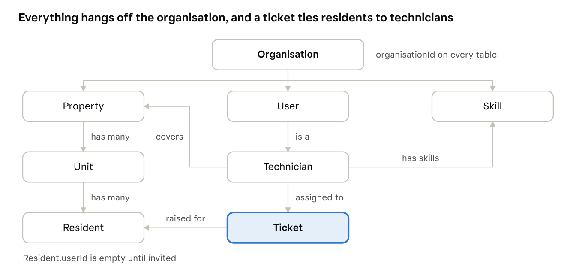 Everything hangs off the organisation, and a ticket ties residents to technicians
Organisation
organisationId on every table
Property
User
Skill
has many
covers
is a
Unit
Technician
has skills
has many
assigned to
Resident
raised for
Ticket
Resident.userId is empty until invited